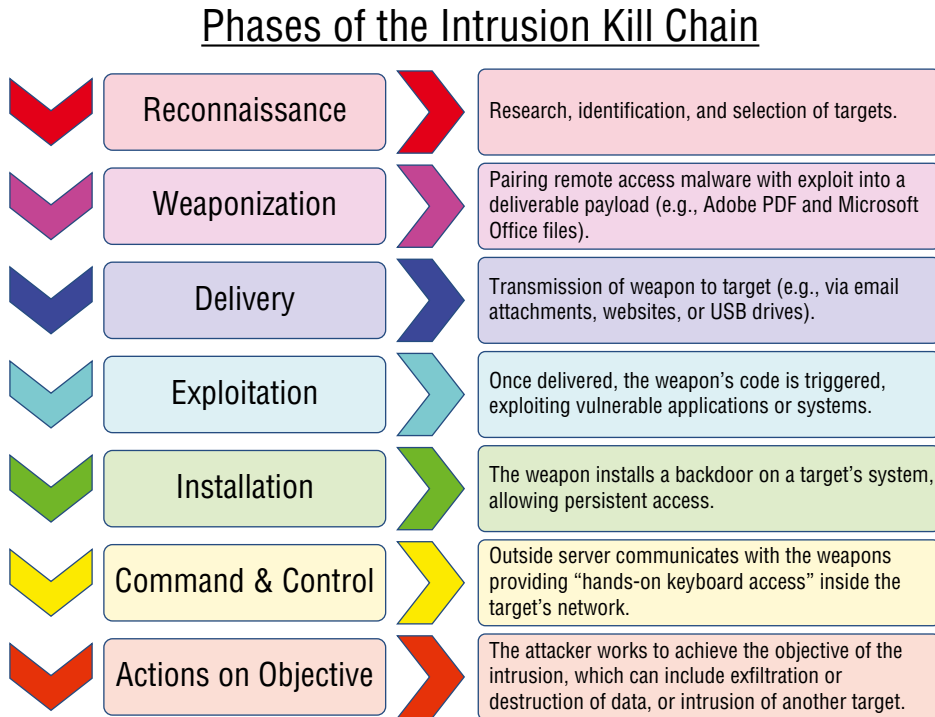 Phases of the Intrusion Kill Chain
Reconnaissance
Research, identification, and selection of targets.
Weaponization
Pairing remote access malware with exploit into a
deliverable payload (e.g., Adobe PDF and Microsoft
Office files).
Delivery
Transmission of weapon to target (e.g., via email
attachments, websites, or USB drives).
Exploitation
Once delivered, the weapon’s code is triggered,
exploiting vulnerable applications or systems.
Installation
The weapon installs a backdoor on a target’s system,
allowing persistent access.
Command & Control
Outside server communicates with the weapons
providing “hands-on keyboard access” inside the
target’s network.
Actions on Objective
The attacker works to achieve the objective of the
intrusion, which can include exfiltration or
destruction of data, or intrusion of another target.